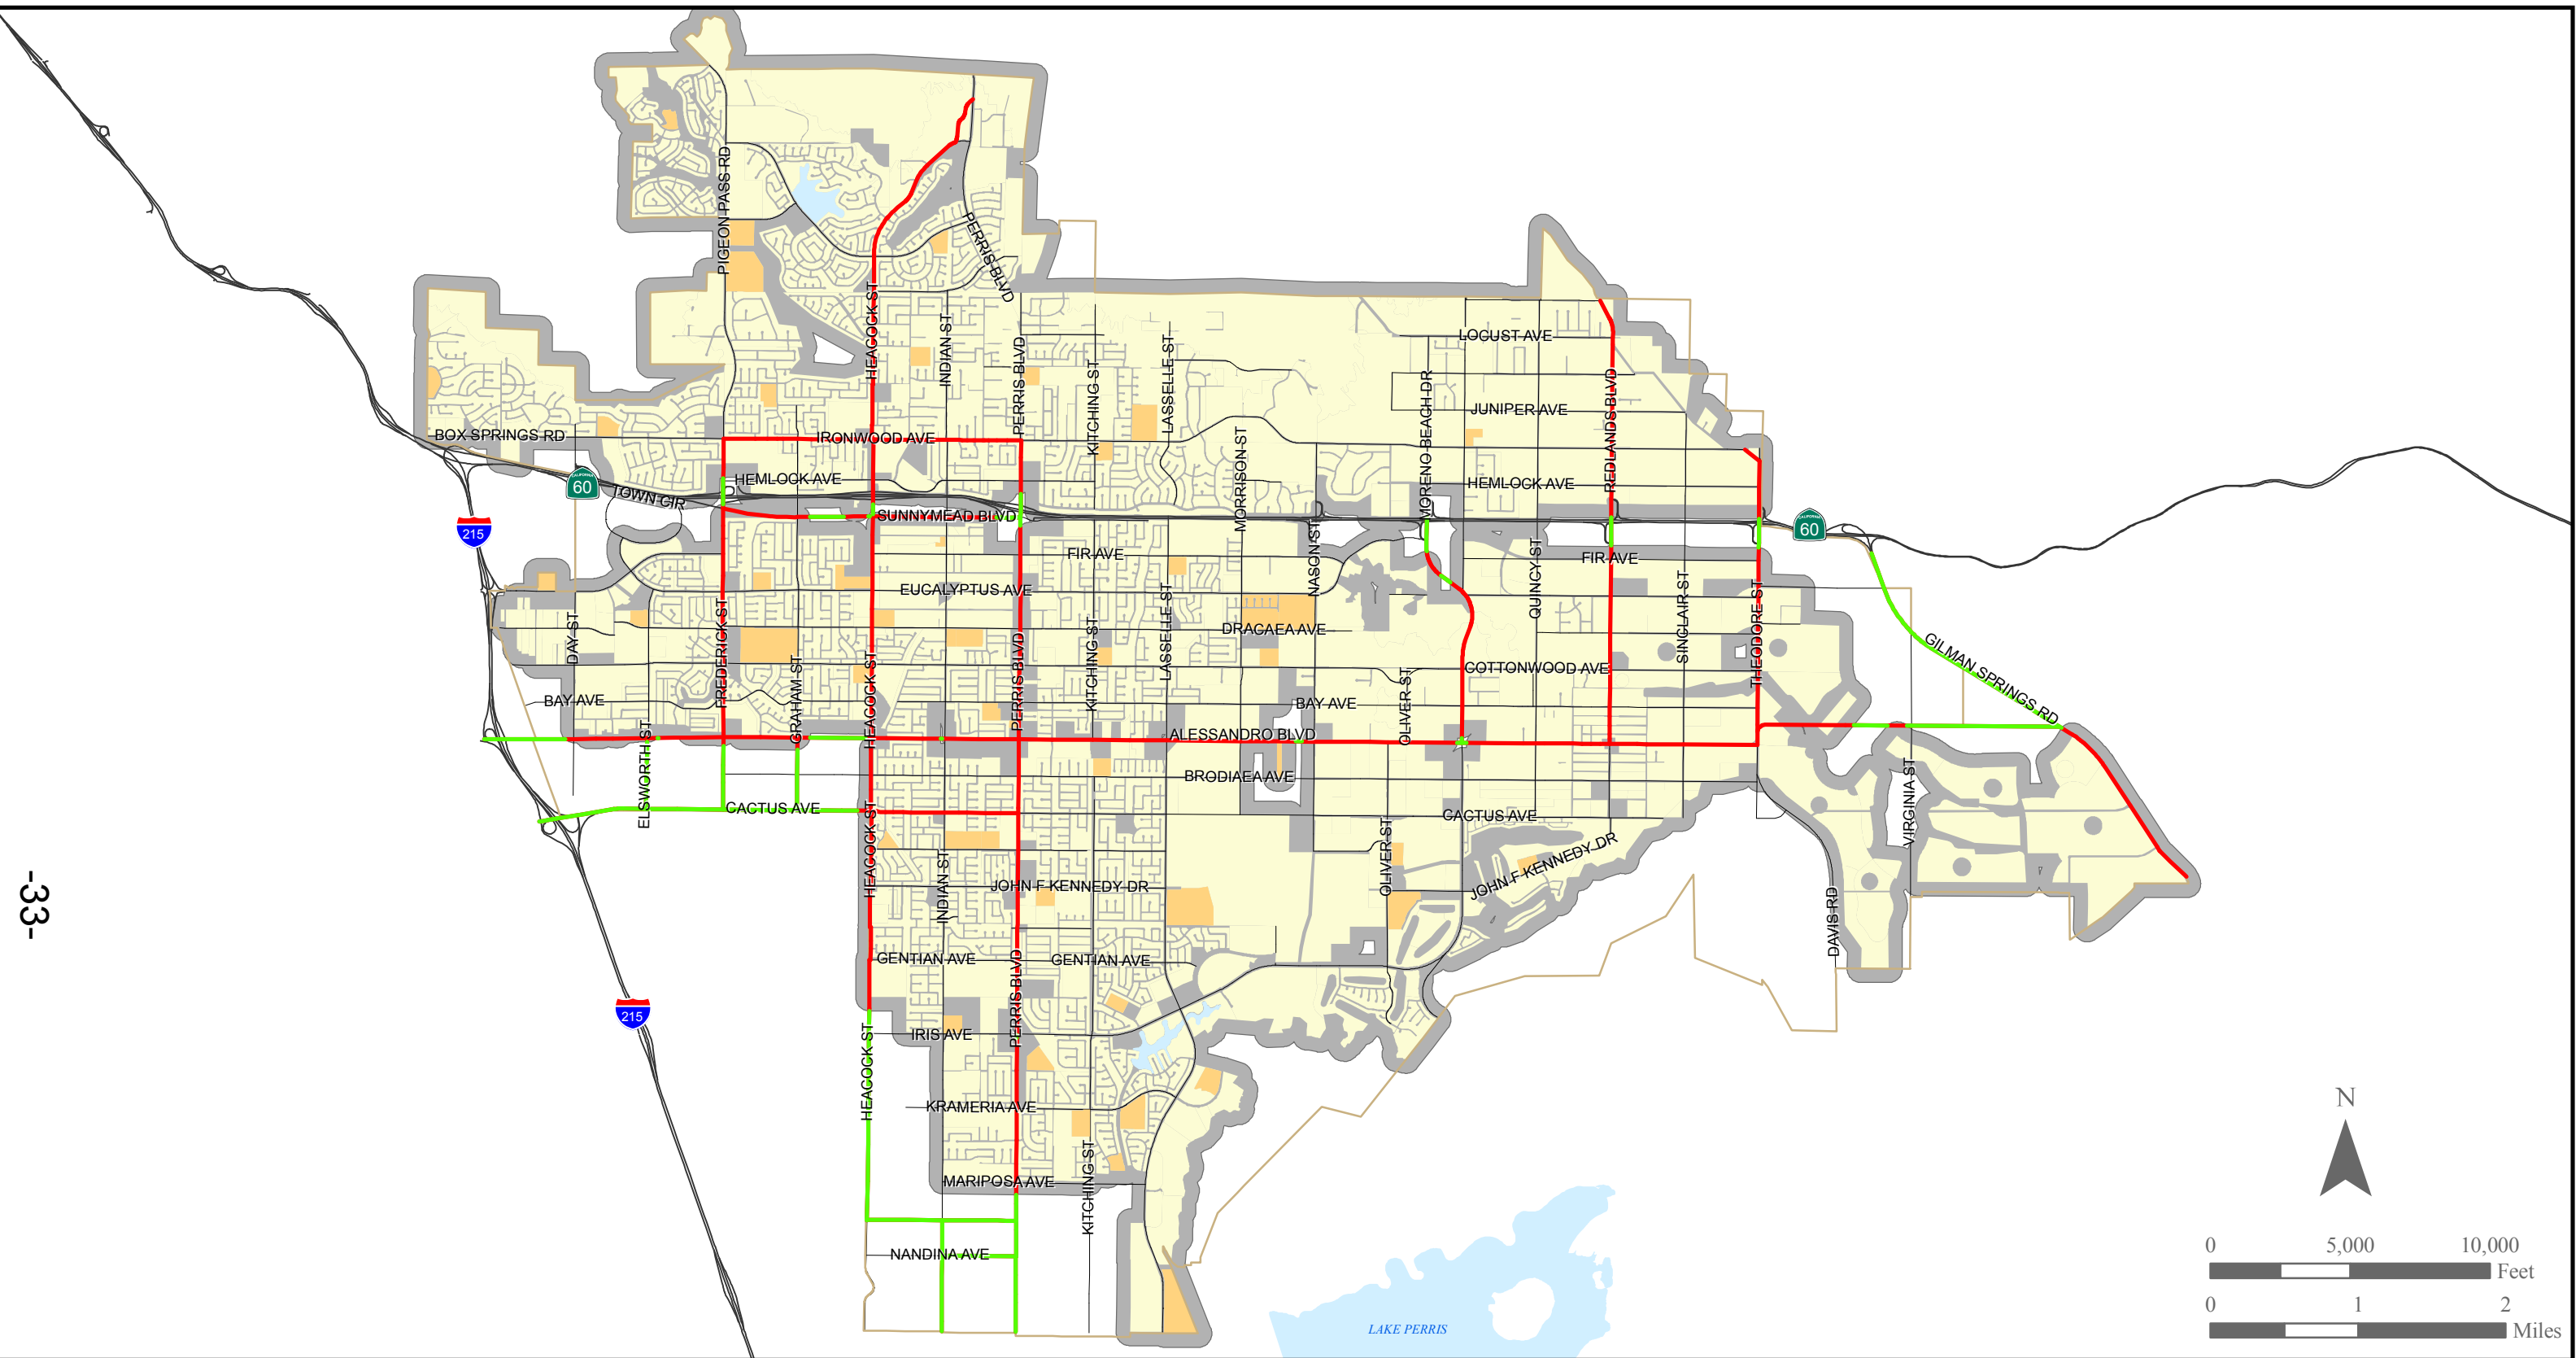 PIGEON PASS RD
PERRIS BLVD
HEACOCK ST
INDIAN ST
PERRIS BLVD
KITCHING ST
LASSELLE ST
LOCUST AVE
MORENO BEACH DR
REDLANDS BLVD
JUNIPER AVE
BOX SPRINGS RD
IRONWOOD AVE
MORRISON ST
CALIFORNIA
60
TOWN CIR
HEMLOCK AVE
HEMLOCK AVE
215
SUNNYMEAD BLVD
CALIFORNIA
60
FIR AVE
NASON ST
QUINCY ST
FIR AVE
EUCALYPTUS AVE
DAY ST
FREDERICK ST
DRACAEA AVE
LASSELLE ST
SINCLAIR ST
THEODORE ST
GRAHAM ST
HEACOCK ST
PERRIS BLVD
KITCHING ST
COTTONWOOD AVE
GILMAN SPRINGS RD
BAY AVE
BAY AVE
OLIVER ST
ELSWORTH ST
ALESSANDRO BLVD
BRODIAEA AVE
VIRGINIA ST
CACTUS AVE
CACTUS AVE
HEACOCK ST
INDIAN ST
JOHN F KENNEDY DR
OLIVER ST
JOHN F KENNEDY DR
-33-
DAVIS RD
GENTIAN AVE
GENTIAN AVE
PERRIS BLVD
215
IRIS AVE
HEACOCK ST
KRAMERIA AVE
KITCHING ST
MARIPOSA AVE
NANDINA AVE
LAKE PERRIS
N
0 5,000 10,000
Feet
0 1 2
Miles